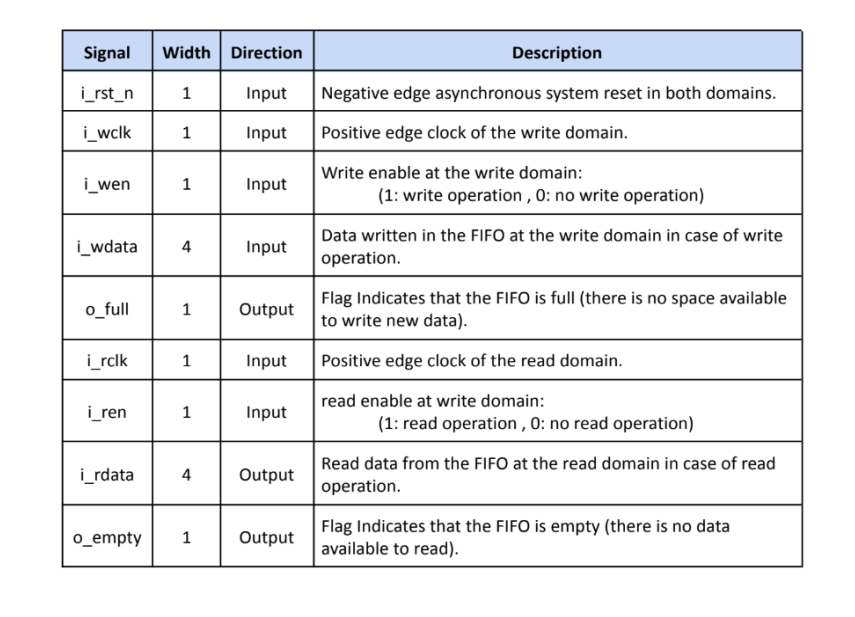 Signal Width Direction Description
i_rst_n 1 Input Negative edge asynchronous system reset in both domains.
i_wclk 1 Input Positive edge clock of the write domain.
i_wen 1 Input Write enable at the write domain:
(1: write operation , 0: no write operation)
i_wdata 4 Input Data written in the FIFO at the write domain in case of write
operation.
o_full 1 Output Flag Indicates that the FIFO is full (there is no space available
to write new data).
i_rclk 1 Input Positive edge clock of the read domain.
i_ren 1 Input read enable at write domain:
(1: read operation , 0: no read operation)
i_rdata 4 Output Read data from the FIFO at the read domain in case of read
operation.
o_empty 1 Output Flag Indicates that the FIFO is empty (there is no data
available to read).